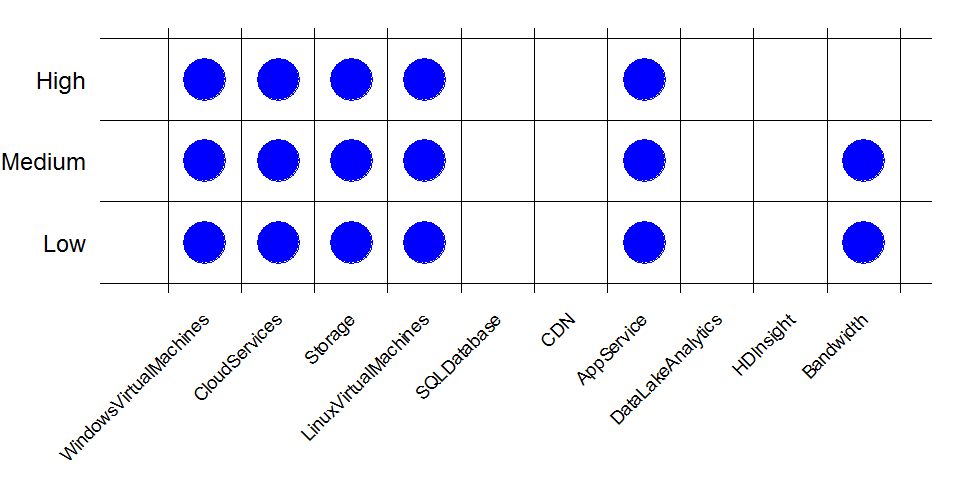 High
Medium
Low
WindowsVirtualMachines
CloudServices
Storage
LinuxVirtualMachines
SQLDatabase
CDN
AppService
DataLakeAnalytics
HDInsight
Bandwidth